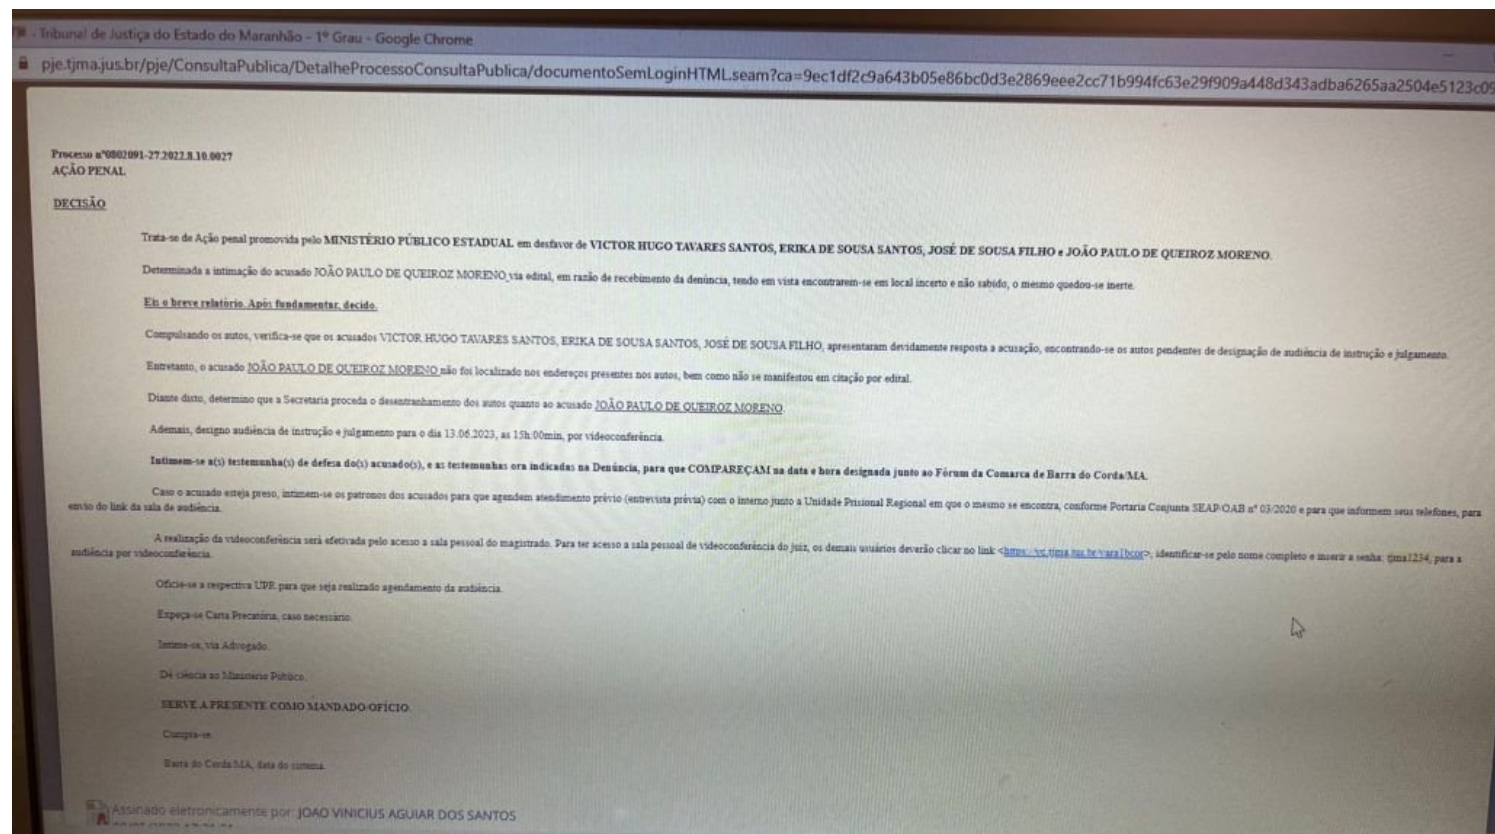 - Tribunal de Justiça do Estado do Maranhão - 1º Grau - Google Chrome
pje.tjma.jus.br/pje/ConsultaPublica/DetalheProcessoConsultaPublica/documentoSemLoginHTML.seam?ca=9ec1df2c9a643b05e86bc0d3e2869eee2cc71b994fc63e29f909a448d343adba6265aa2504e5123c09
Processo nº0802091-27.2022.8.10.0027
AÇÃO PENAL
DECISÃO
Trata-se de Ação penal promovida pelo MINISTÉRIO PÚBLICO ESTADUAL em desfavor de VICTOR HUGO TAVARES SANTOS, ERIKA DE SOUSA SANTOS, JOSÉ DE SOUSA FILHO e JOÃO PAULO DE QUEIROZ MORENO.
Determinada a intimação do acusado JOÃO PAULO DE QUEIROZ MORENO via edital, em razão de recebimento da denúncia, tendo em vista encontrarem-se em local incerto e não sabido, o mesmo quedou-se inerte.
Eis o breve relatório. Após fundamentar, decido.
Compulsando os autos, verifica-se que os acusados VICTOR HUGO TAVARES SANTOS, ERIKA DE SOUSA SANTOS, JOSÉ DE SOUSA FILHO, apresentaram devidamente resposta a acusação, encontrando-se os autos pendentes de designação de audiência de instrução e julgamento.
Entretanto, o acusado JOÃO PAULO DE QUEIROZ MORENO não foi localizado nos endereços presentes nos autos, bem como não se manifestou em citação por edital.
Diante disto, determino que a Secretaria proceda o desentranhamento dos autos quanto ao acusado JOÃO PAULO DE QUEIROZ MORENO.
Ademais, designo audiência de instrução e julgamento para o dia 13.06.2023, as 15h:00min, por videoconferência.
Intimem-se a(s) testemunha(s) de defesa do(s) acusado(s), e as testemunhas ora indicadas na Denúncia, para que COMPAREÇAM na data e hora designada junto ao Fórum da Comarca de Barra do Corda/MA.
Caso o acusado esteja preso, intimem-se os patronos dos acusados para que agendem atendimento prévio (entrevista prévia) com o interno junto a Unidade Prisional Regional em que o mesmo se encontra, conforme Portaria Conjunta SEAP/OAB nº 03/2020 e para que informem seus telefones, para
envio do link da sala de audiência.
A realização da videoconferência será efetivada pelo acesso a sala pessoal do magistrado. Para ter acesso a sala pessoal de videoconferência do juiz, os demais usuários deverão clicar no link <https://vc.tjma.jus.br/vara1bcor>, identificar-se pelo nome completo e inserir a senha: tjma1234, para a
audiência por videoconferência.
Oficie-se a respectiva UPR para que seja realizado agendamento da audiência.
Expeça-se Carta Precatória, caso necessário.
Intime-se, via Advogado.
Dê ciência ao Ministério Público.
SERVE A PRESENTE COMO MANDADO/OFÍCIO.
Cumpra-se.
Barra do Corda/MA, data do sistema.
Assinado eletronicamente por: JOAO VINICIUS AGUIAR DOS SANTOS